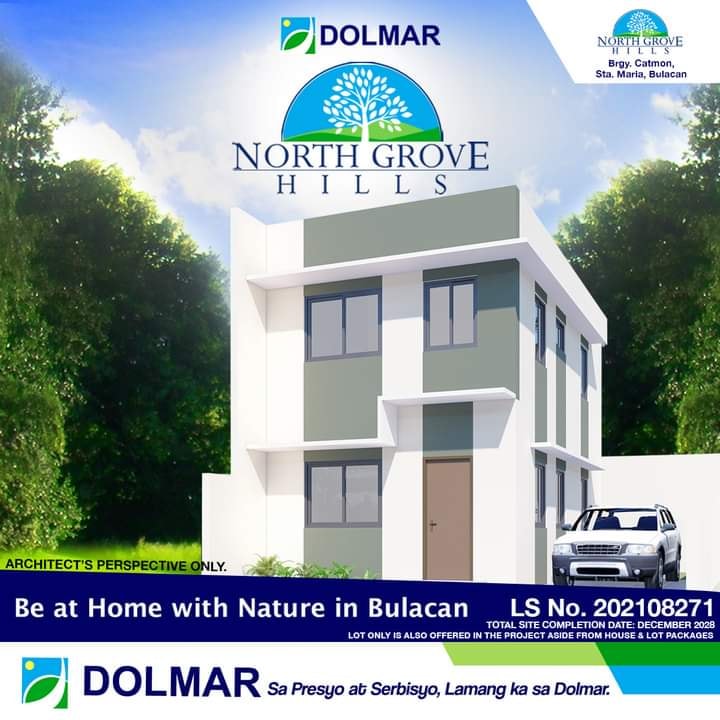 DOLMAR
NORTH GROVE
HILLS
NORTH GROVE
HILLS
Brgy. Catmon,
Sta. Maria, Bulacan
ARCHITECT'S PERSPECTIVE ONLY.
Be at Home with Nature in Bulacan
LS No. 202108271
TOTAL SITE COMPLETION DATE: DECEMBER 2028
LOT ONLY IS ALSO OFFERED IN THE PROJECT ASIDE FROM HOUSE & LOT PACKAGES
DOLMAR Sa Presyo at Serbisyo, Lamang ka sa Dolmar.